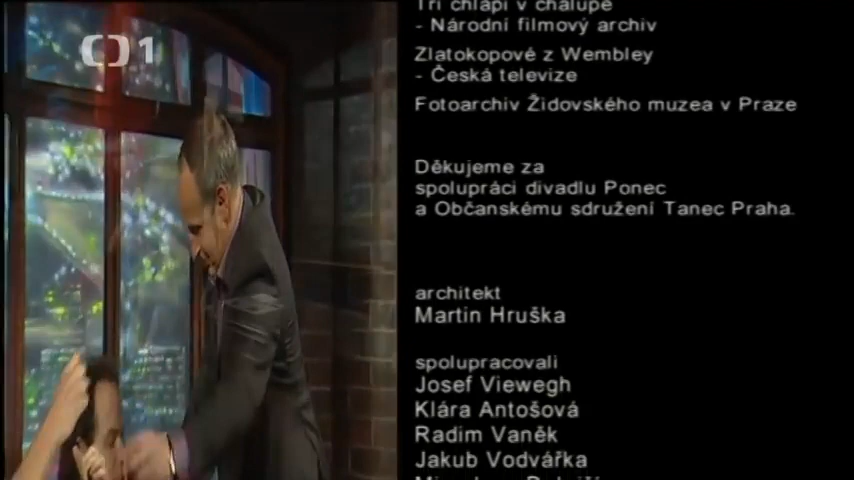 ČT1
Tři chlapi v chalupě
- Národní filmový archiv
Zlatokopové z Wembley
- Česká televize
Fotoarchiv Židovského muzea v Praze
Děkujeme za
spolupráci divadlu Ponec
a Občanskému sdružení Tanec Praha.
architekt
Martin Hruška
spolupracovali
Josef Viewegh
Klára Antošová
Radim Vaněk
Jakub Vodvářka